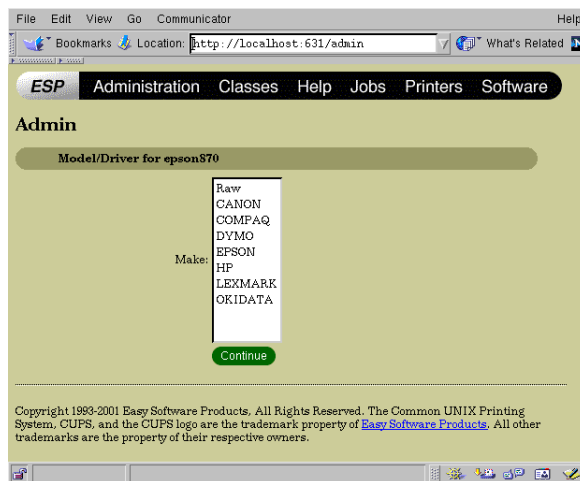 File Edit View Go Communicator Help
Bookmarks Location: http://localhost:631/admin What's Related
ESP Administration Classes Help Jobs Printers Software
Admin
Model/Driver for epson870
Raw
CANON
COMPAQ
DYMO
Make: EPSON
HP
LEXMARK
OKIDATA
Continue
Copyright 1993-2001 Easy Software Products, All Rights Reserved. The Common UNIX Printing
System, CUPS, and the CUPS logo are the trademark property of Easy Software Products. All other
trademarks are the property of their respective owners.